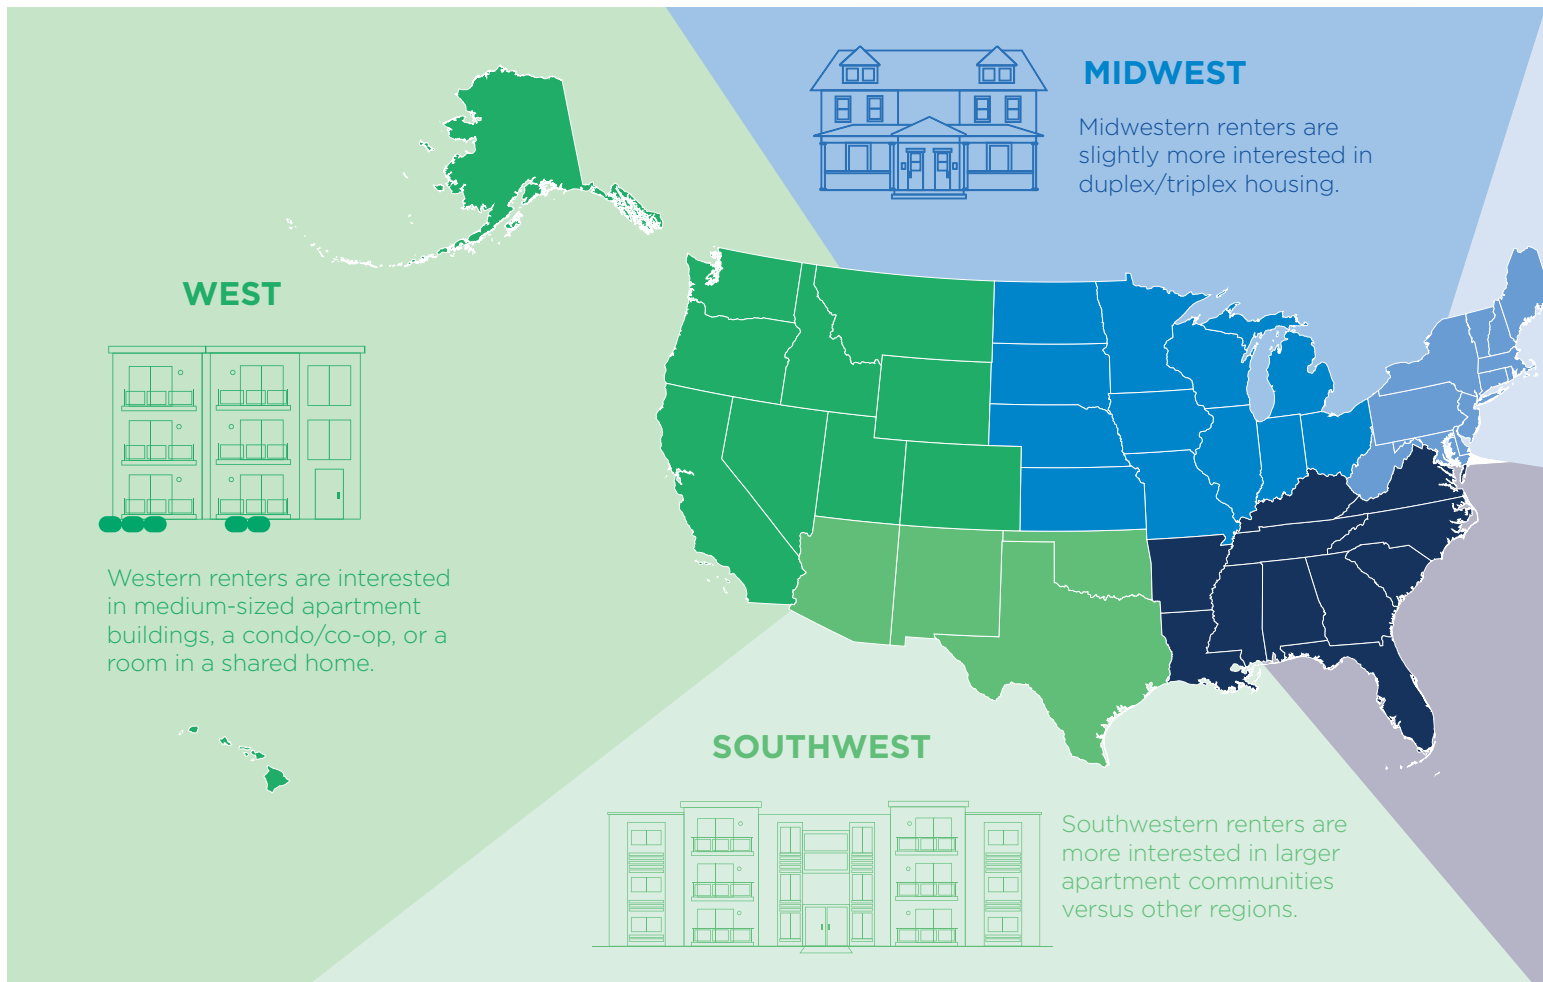 MIDWEST
Midwestern renters are
slightly more interested in
duplex/triplex housing.
WEST
Western renters are interested
in medium-sized apartment
buildings, a condo/co-op, or a
room in a shared home.
SOUTHWEST
Southwestern renters are
more interested in larger
apartment communities
versus other regions.